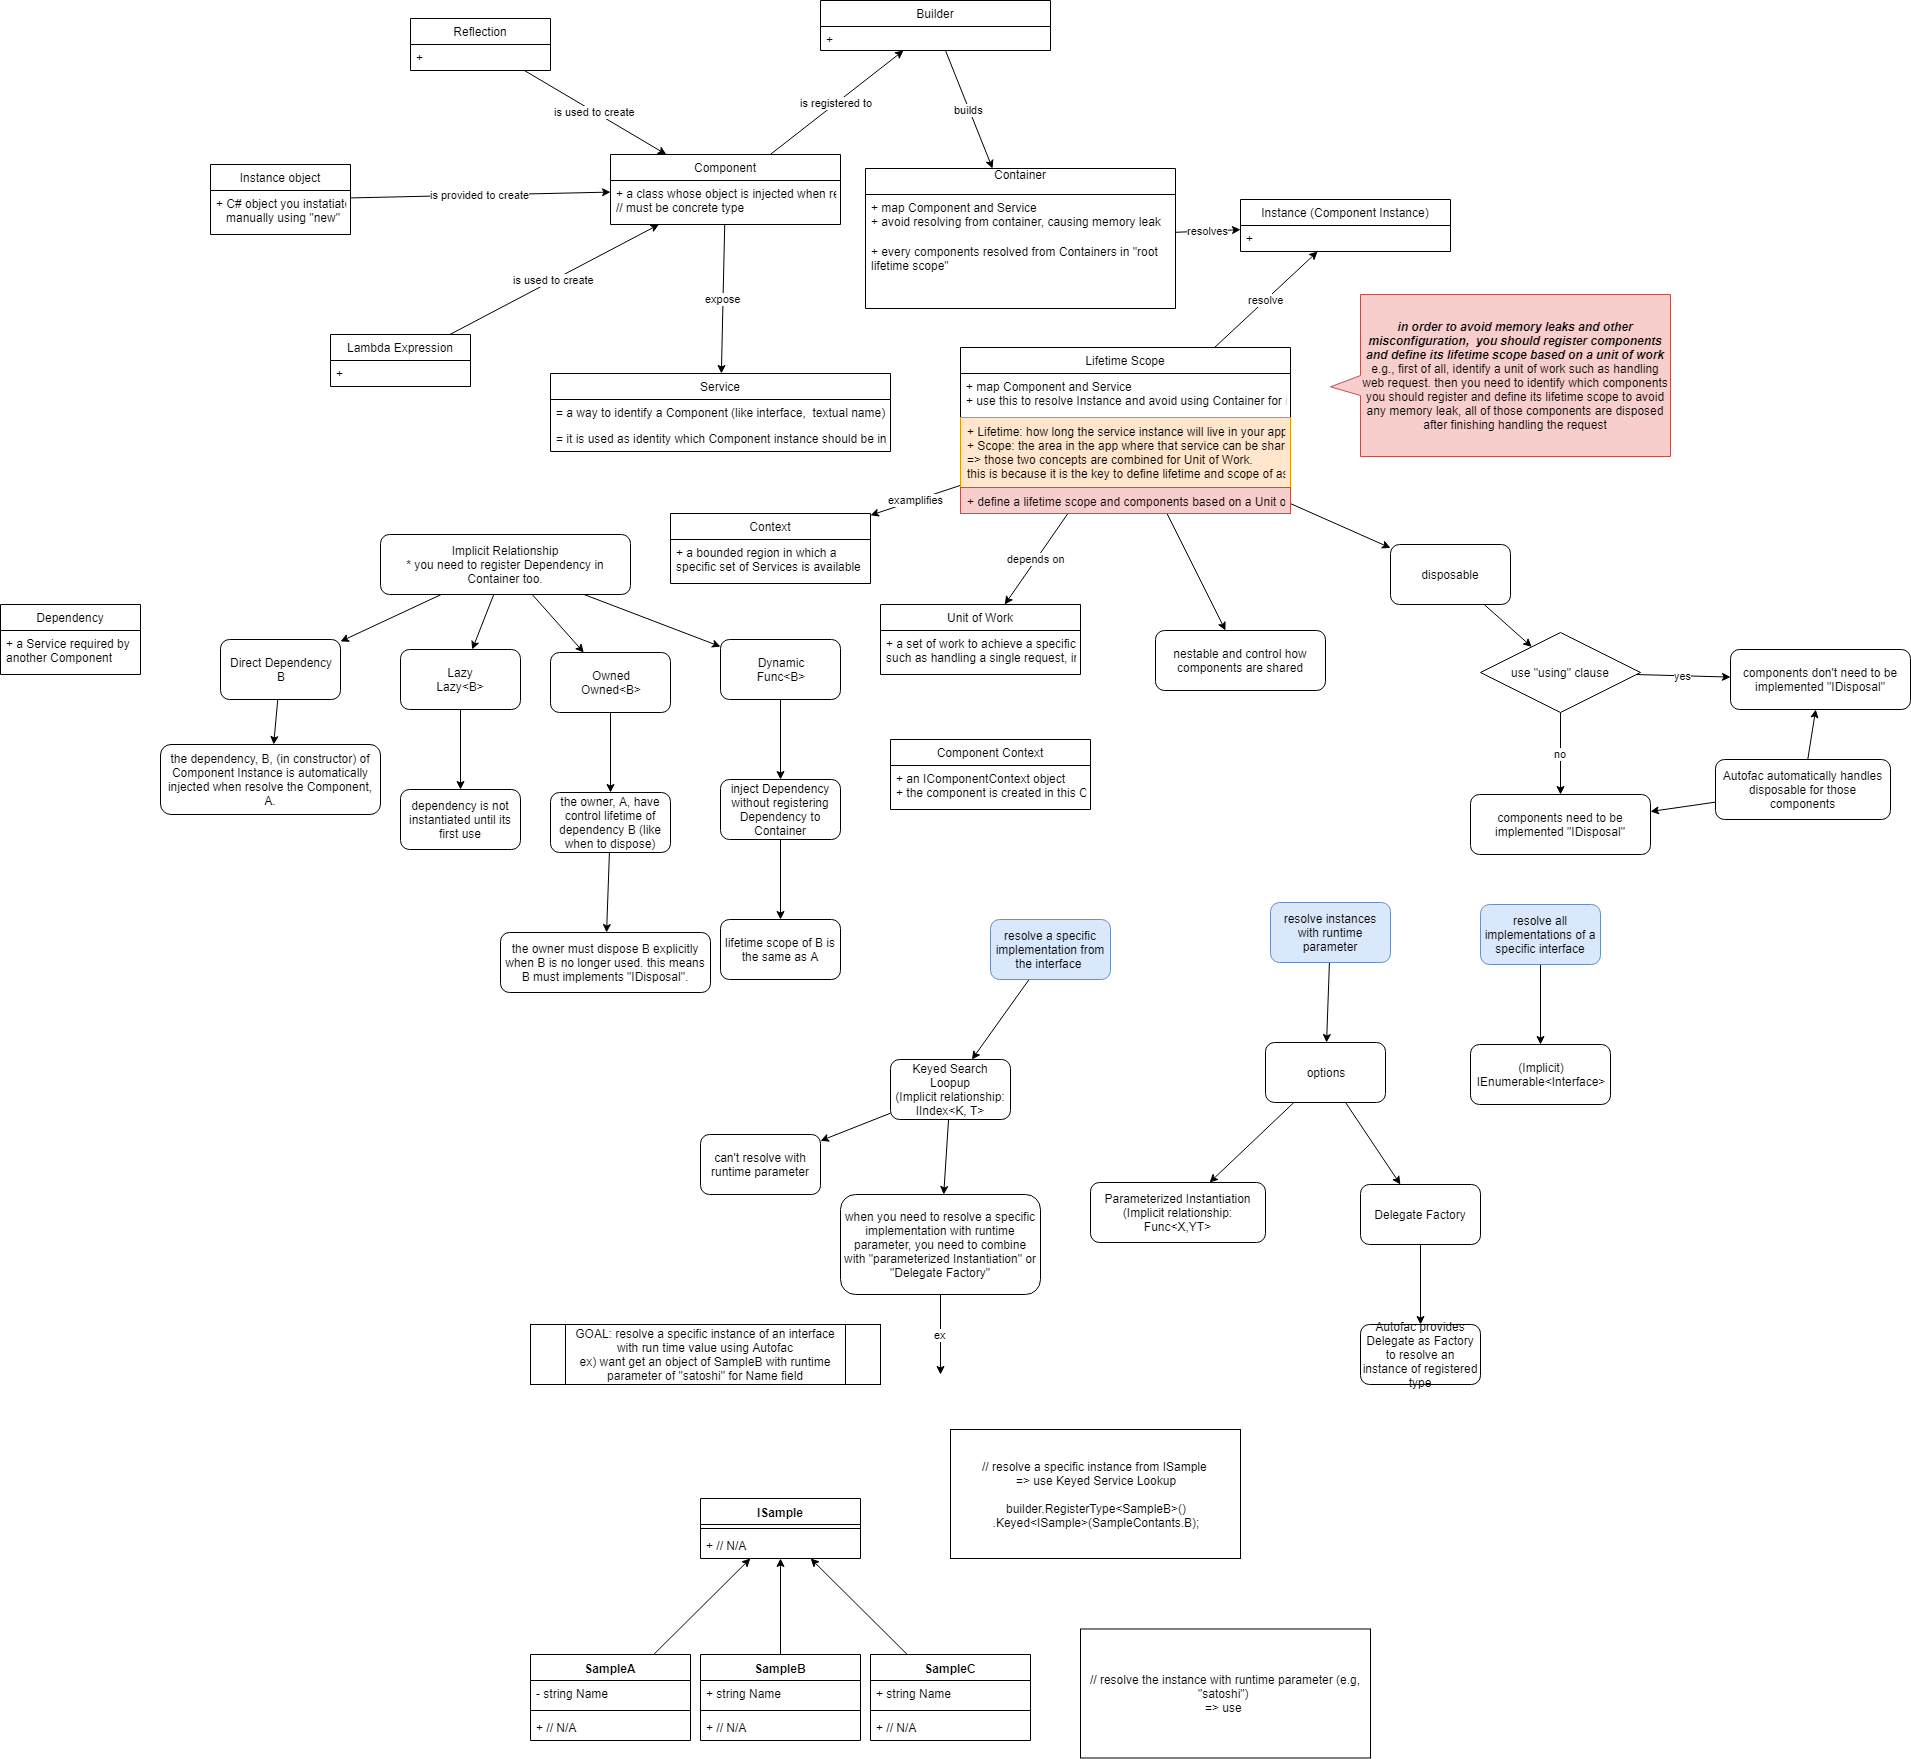 Builder
+
Reflection
+
is used to create
is registered to
builds
Component
+ a class whose object is injected when re
// must be concrete type
Instance object
+ C# object you instatiate
manually using "new"
is provided to create
Container
+ map Component and Service
+ avoid resolving from container, causing memory leak
+ every components resolved from Containers in "root
lifetime scope"
resolves
Instance (Component Instance)
+
is used to create
expose
resolve
Lambda Expression
+
Service
= a way to identify a Component (like interface, textual name)
= it is used as identity which Component instance should be in
Lifetime Scope
+ map Component and Service
+ use this to resolve Instance and avoid using Container for
+ Lifetime: how long the service instance will live in your app
+ Scope: the area in the app where that service can be shar
=> those two concepts are combined for Unit of Work.
this is because it is the key to define lifetime and scope of as
+ define a lifetime scope and components based on a Unit o
in order to avoid memory leaks and other
misconfiguration, you should register components
and define its lifetime scope based on a unit of work
e.g., first of all, identify a unit of work such as handling
web request. then you need to identify which components
you should register and define its lifetime scope to avoid
any memory leak, all of those components are disposed
after finishing handling the request
examplifies
Context
+ a bounded region in which a
specific set of Services is available
depends on
Unit of Work
+ a set of work to achieve a specific
such as handling a single request, in
nestable and control how
components are shared
disposable
use "using" clause
yes
components don't need to be
implemented "IDisposal"
no
components need to be
implemented "IDisposal"
Autofac automatically handles
disposable for those
components
Implicit Relationship
* you need to register Dependency in
Container too.
Dependency
+ a Service required by
another Component
Direct Dependency
B
Lazy
Lazy<B>
Owned
Owned<B>
Dynamic
Func<B>
the dependency, B, (in constructor) of
Component Instance is automatically
injected when resolve the Component,
A.
dependency is not
instantiated until its
first use
the owner, A, have
control lifetime of
dependency B (like
when to dispose)
inject Dependency
without registering
Dependency to
Container
Component Context
+ an IComponentContext object
+ the component is created in this C
the owner must dispose B explicitly
when B is no longer used. this means
B must implements "IDisposal".
lifetime scope of B is
the same as A
resolve a specific
implementation from
the interface
resolve instances
with runtime
parameter
resolve all
implementations of a
specific interface
Keyed Search
Loopup
(Implicit relationship:
IIndex<K, T>
options
(Implicit)
IEnumerable<Interface>
can't resolve with
runtime parameter
when you need to resolve a specific
implementation with runtime
parameter, you need to combine
with "parameterized Instantiation" or
"Delegate Factory"
Parameterized Instantiation
(Implicit relationship:
Func<X,YT>
Delegate Factory
ex
Autofac provides
Delegate as Factory
to resolve an
instance of registered
type
GOAL: resolve a specific instance of an interface
with run time value using Autofac
ex) want get an object of SampleB with runtime
parameter of "satoshi" for Name field
// resolve a specific instance from ISample
=> use Keyed Service Lookup
builder.RegisterType<SampleB>()
.Keyed<ISample>(SampleContants.B);
ISample
+ // N/A
SampleA
- string Name
+ // N/A
SampleB
+ string Name
+ // N/A
SampleC
+ string Name
+ // N/A
// resolve the instance with runtime parameter (e.g,
"satoshi")
=> use